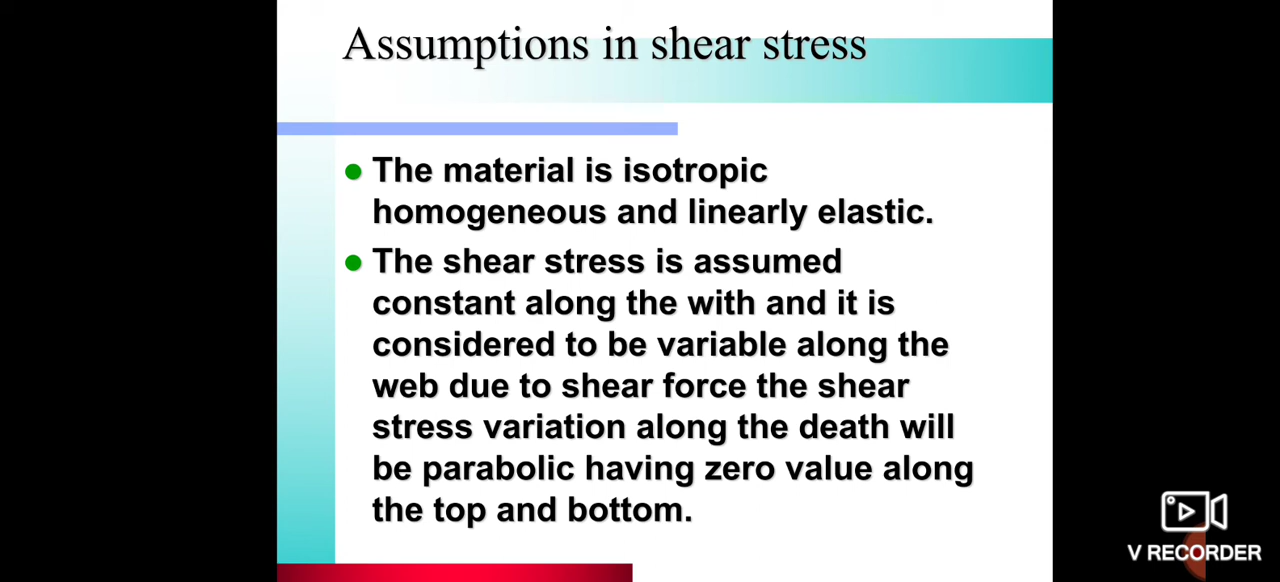 Assumptions in shear stress
The material is isotropic
homogeneous and linearly elastic.
The shear stress is assumed
constant along the with and it is
considered to be variable along the
web due to shear force the shear
stress variation along the death will
be parabolic having zero value along
the top and bottom.
V RECORDER